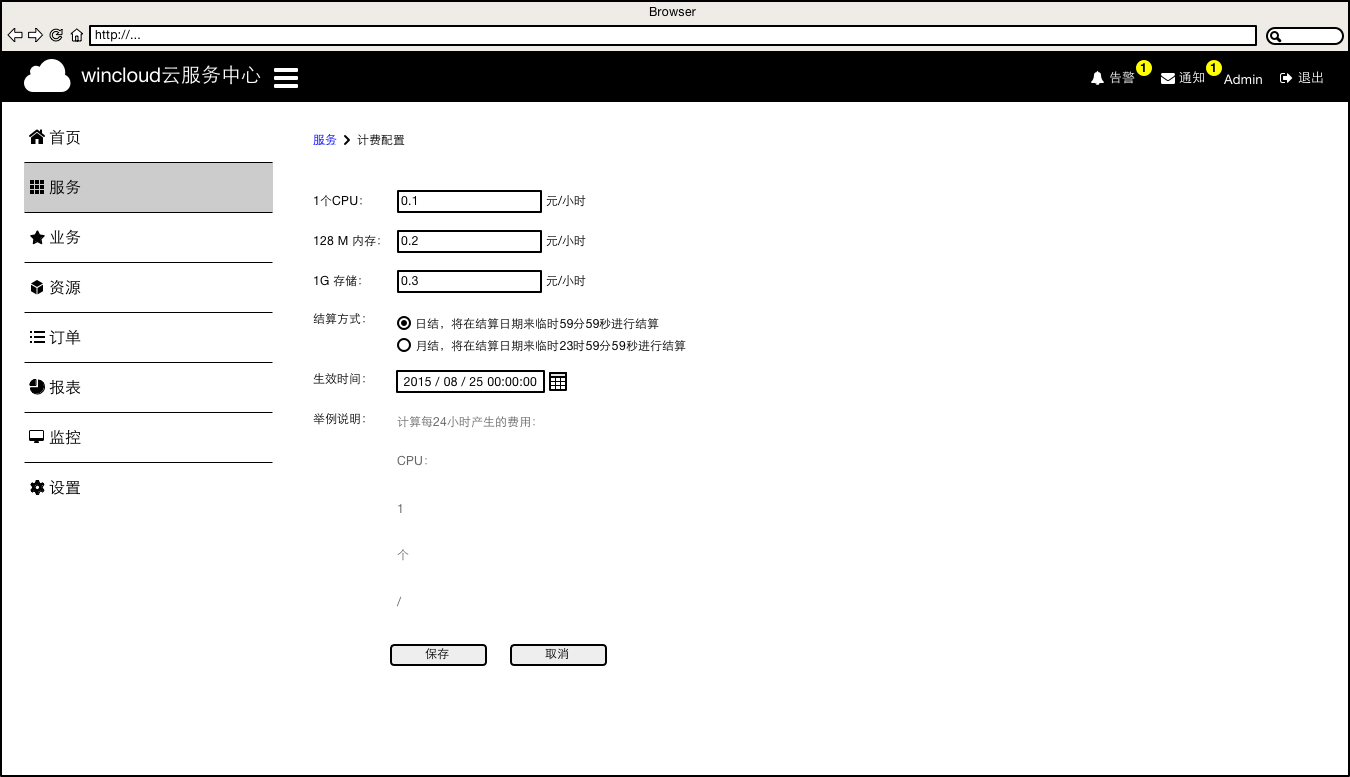 Browser
http://...
wincloud云服务中心
告警 1
通知 1
Admin
退出
首页
服务
业务
资源
订单
报表
监控
设置
服务 计费配置
1个CPU： 0.1 元/小时
128 M 内存： 0.2 元/小时
1G 存储： 0.3 元/小时
结算方式： 日结，将在结算日期来临时59分59秒进行结算
月结，将在结算日期来临时23时59分59秒进行结算
生效时间： 2015 / 08 / 25 00:00:00
举例说明： 计算每24小时产生的费用：
CPU：
1
个
/
保存 取消